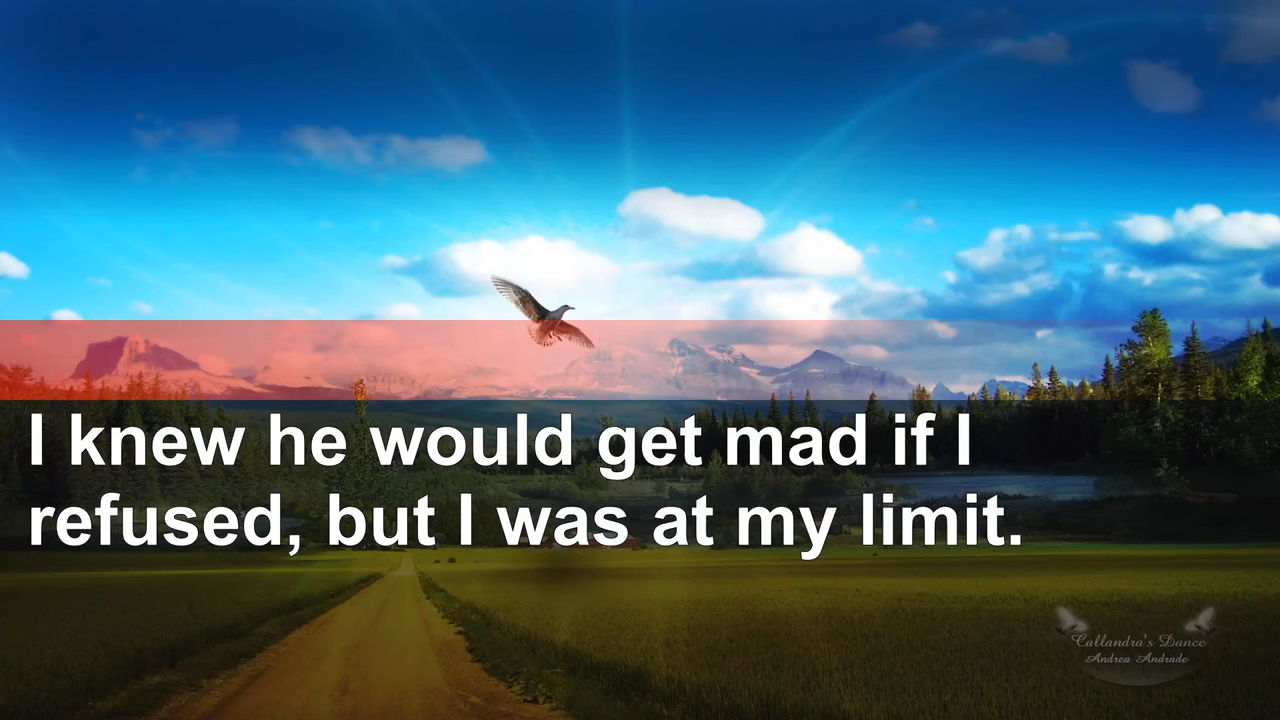 I knew he would get mad if I
refused, but I was at my limit.
Callandra's Dance
Andrea Andrade